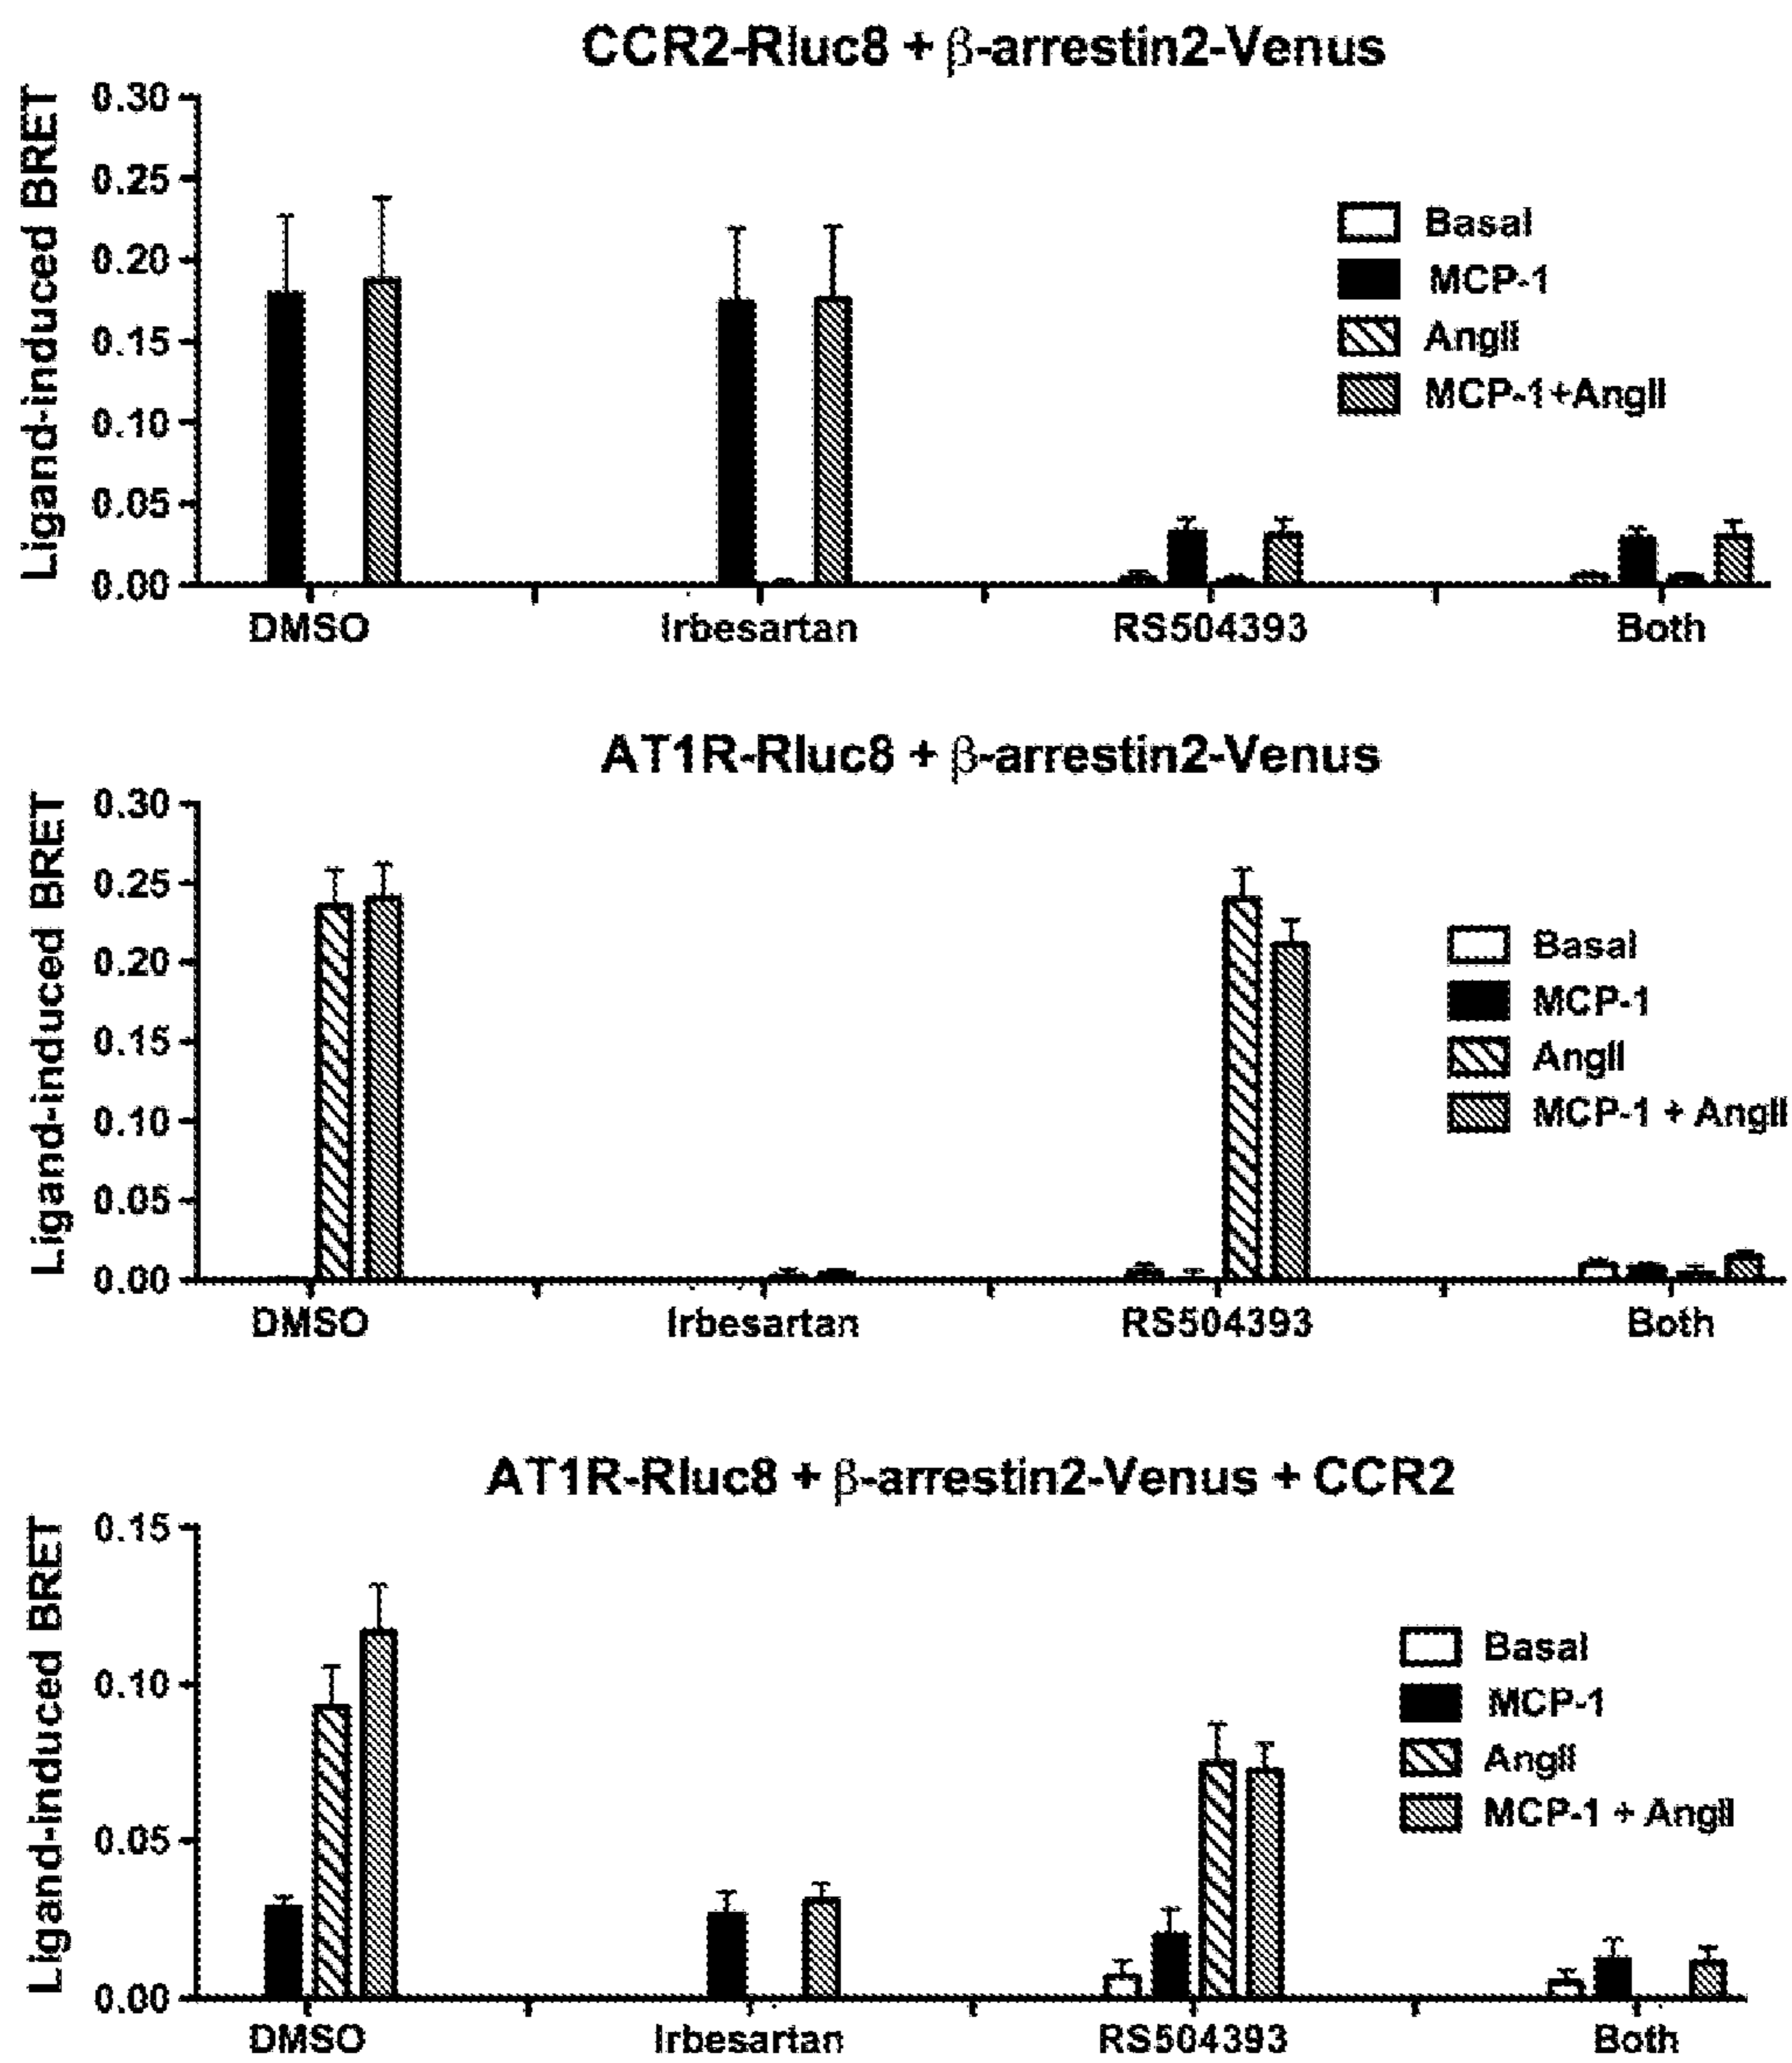 CCR2-Rluc8 + β-arrestin2-Venus
Ligand-induced BRET
0.30
0.25
0.20
0.15
0.10
0.05
0.00
Basal
MCP-1
AngII
MCP-1+AngII
DMSO Irbesartan RS504393 Both
AT1R-Rluc8 + β-arrestin2-Venus
Ligand-induced BRET
0.30
0.25
0.20
0.15
0.10
0.05
0.00
Basal
MCP-1
AngII
MCP-1 + AngII
DMSO Irbesartan RS504393 Both
AT1R-Rluc8 + β-arrestin2-Venus + CCR2
Ligand-induced BRET
0.15
0.10
0.05
0.00
Basal
MCP-1
AngII
MCP-1 + AngII
DMSO Irbesartan RS504393 Both